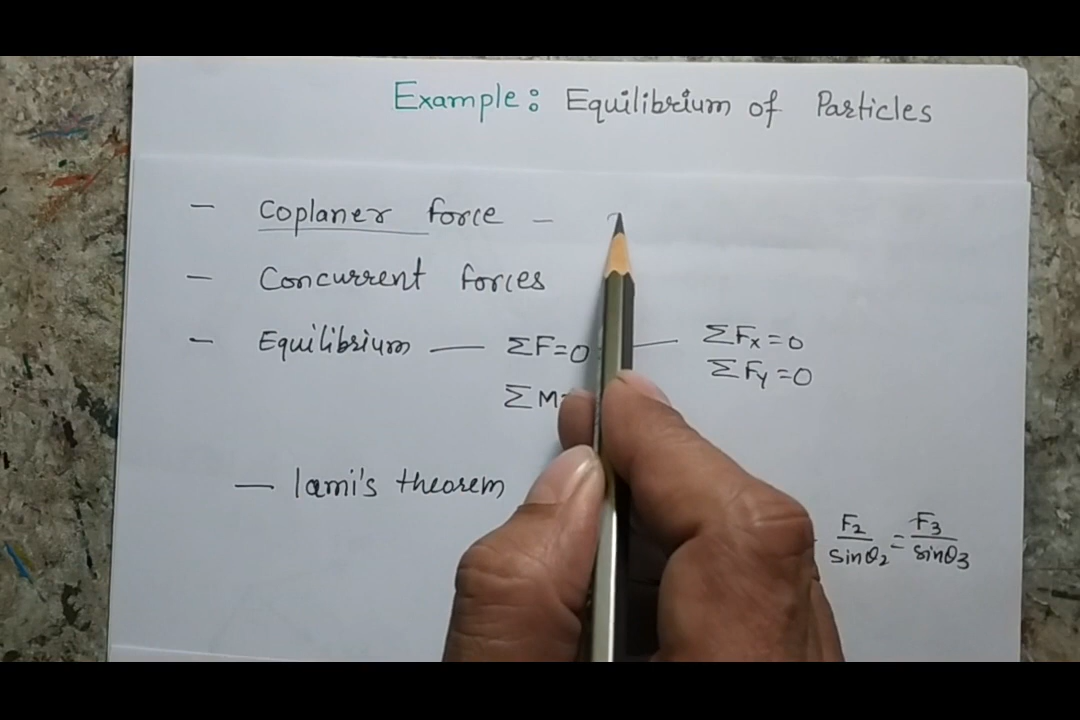 Example: Equilibrium of Particles
- Coplaner force -
- Concurrent forces
- Equilibrium — ΣF=0 — ΣFx=0
ΣFy=0
ΣM=
— lami's theorem
F2/sinθ2 = F3/sinθ3